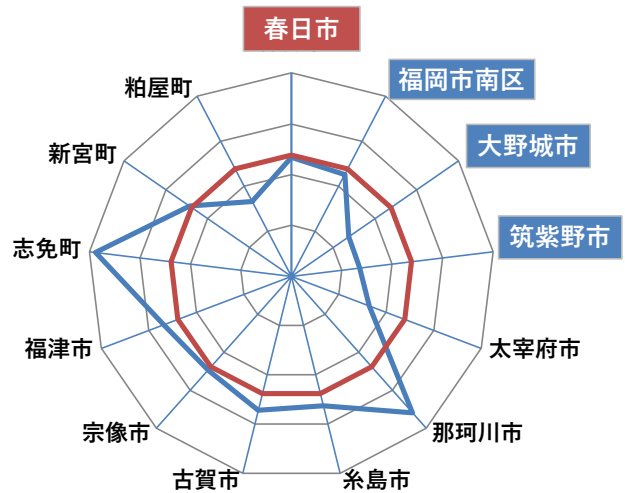 春日市
福岡市南区
大野城市
筑紫野市
太宰府市
那珂川市
糸島市
古賀市
宗像市
福津市
志免町
新宮町
粕屋町